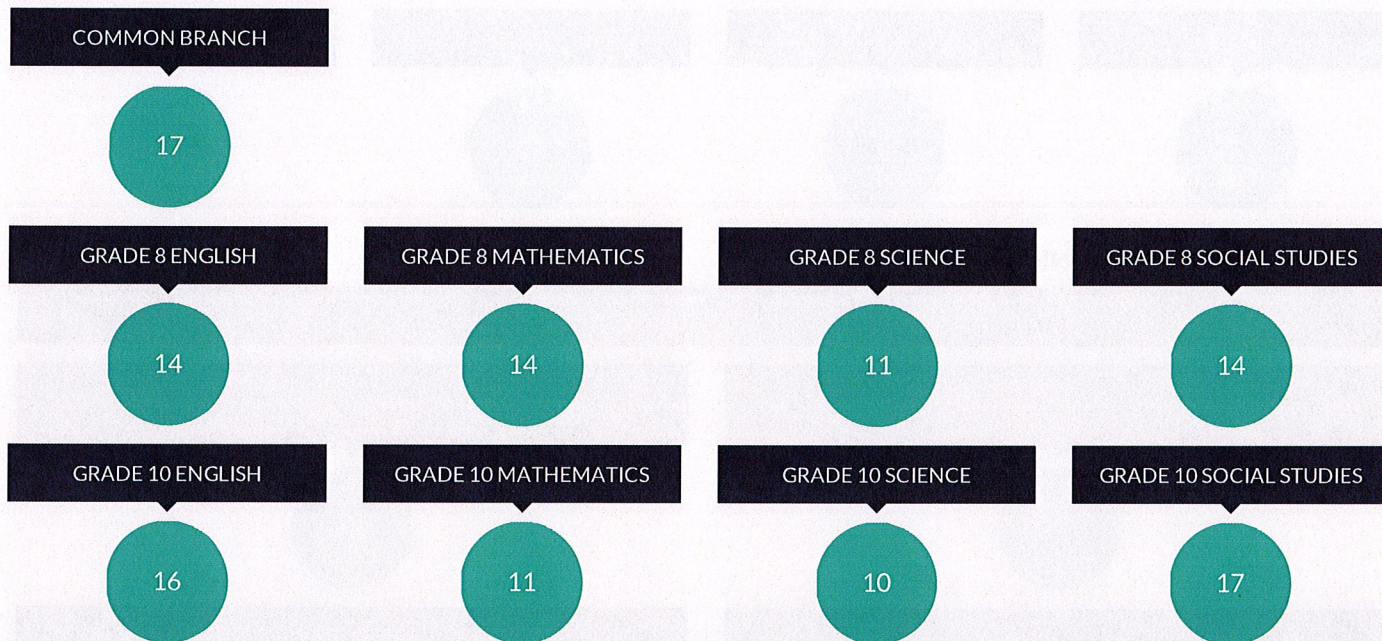 COMMON BRANCH
17
GRADE 8 ENGLISH
14
GRADE 8 MATHEMATICS
14
GRADE 8 SCIENCE
11
GRADE 8 SOCIAL STUDIES
14
GRADE 10 ENGLISH
16
GRADE 10 MATHEMATICS
11
GRADE 10 SCIENCE
10
GRADE 10 SOCIAL STUDIES
17